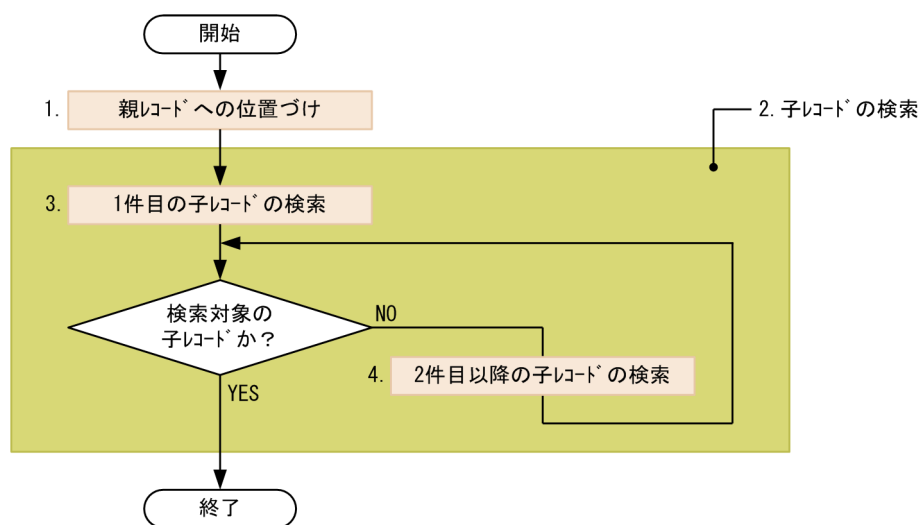 開始
1. 親ﾚｺｰﾄﾞへの位置づけ
2. 子ﾚｺｰﾄﾞの検索
3. 1件目の子ﾚｺｰﾄﾞの検索
検索対象の
子ﾚｺｰﾄﾞか？
NO
4. 2件目以降の子ﾚｺｰﾄﾞの検索
YES
終了